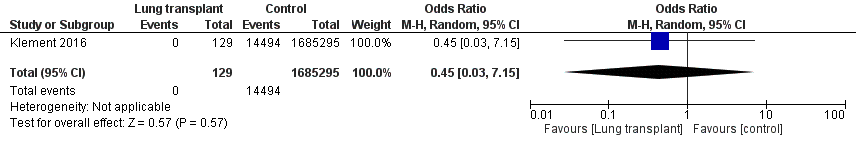 Lung transplant Control Odds Ratio Odds Ratio
Study or Subgroup Events Total Events Total Weight M-H, Random, 95% CI M-H, Random, 95% CI
Klement 2016 0 129 14494 1685295 100.0% 0.45 [0.03, 7.15]
Total (95% CI) 129 1685295 100.0% 0.45 [0.03, 7.15]
Total events 0 14494
Heterogeneity: Not applicable
Test for overall effect: Z = 0.57 (P = 0.57)
0.01 0.1 1 10 100
Favours [Lung transplant] Favours [control]